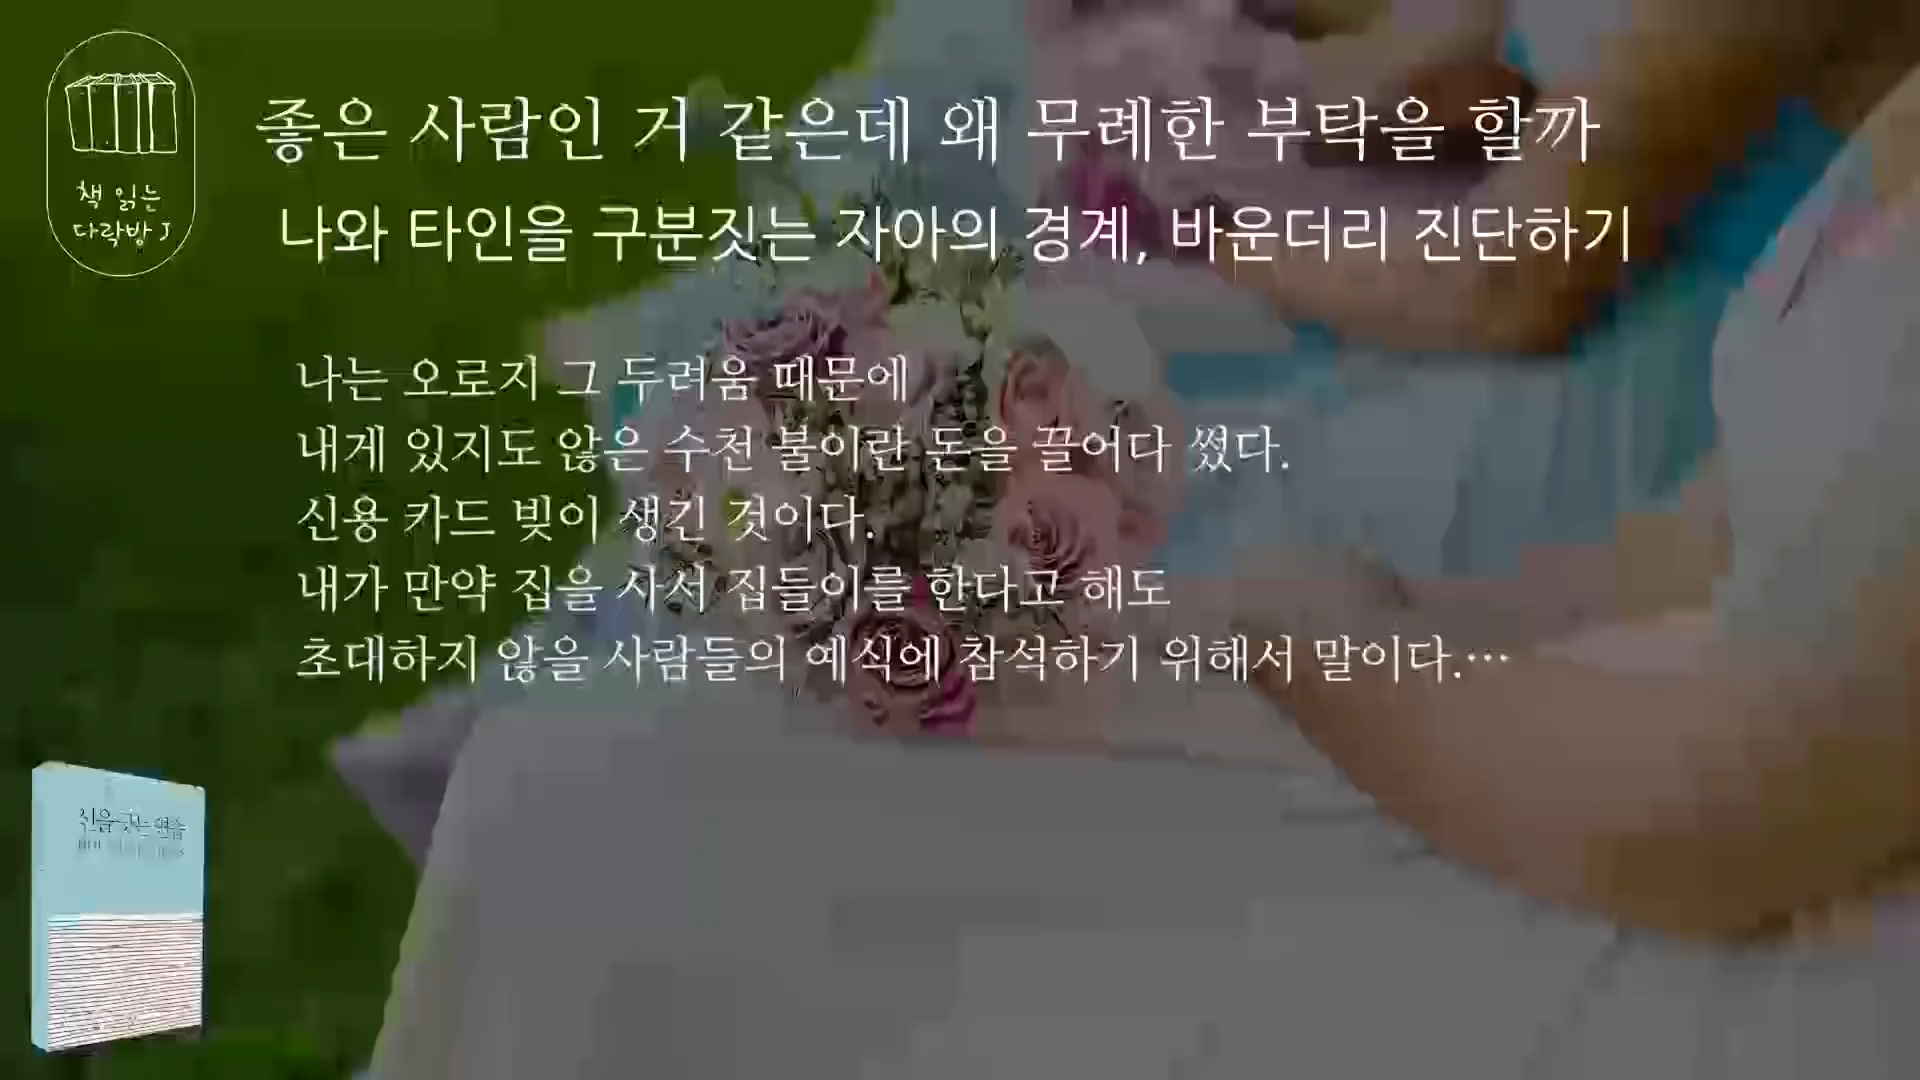 책 읽는
다락방 J
좋은 사람인 거 같은데 왜 무례한 부탁을 할까
나와 타인을 구분짓는 자아의 경계, 바운더리 진단하기
나는 오로지 그 두려움 때문에
내게 있지도 않은 수천 불이란 돈을 끌어다 썼다.
신용 카드 빚이 생긴 것이다.
내가 만약 집을 사서 집들이를 한다고 해도
초대하지 않을 사람들의 예식에 참석하기 위해서 말이다.…
선을 긋는 연습